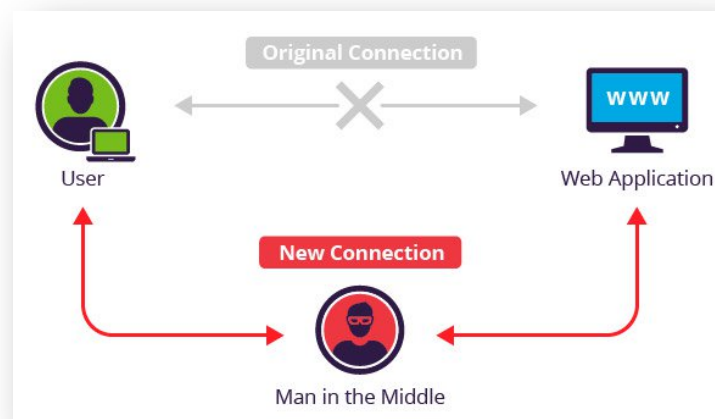 Original Connection
www
User
Web Application
New Connection
Man in the Middle